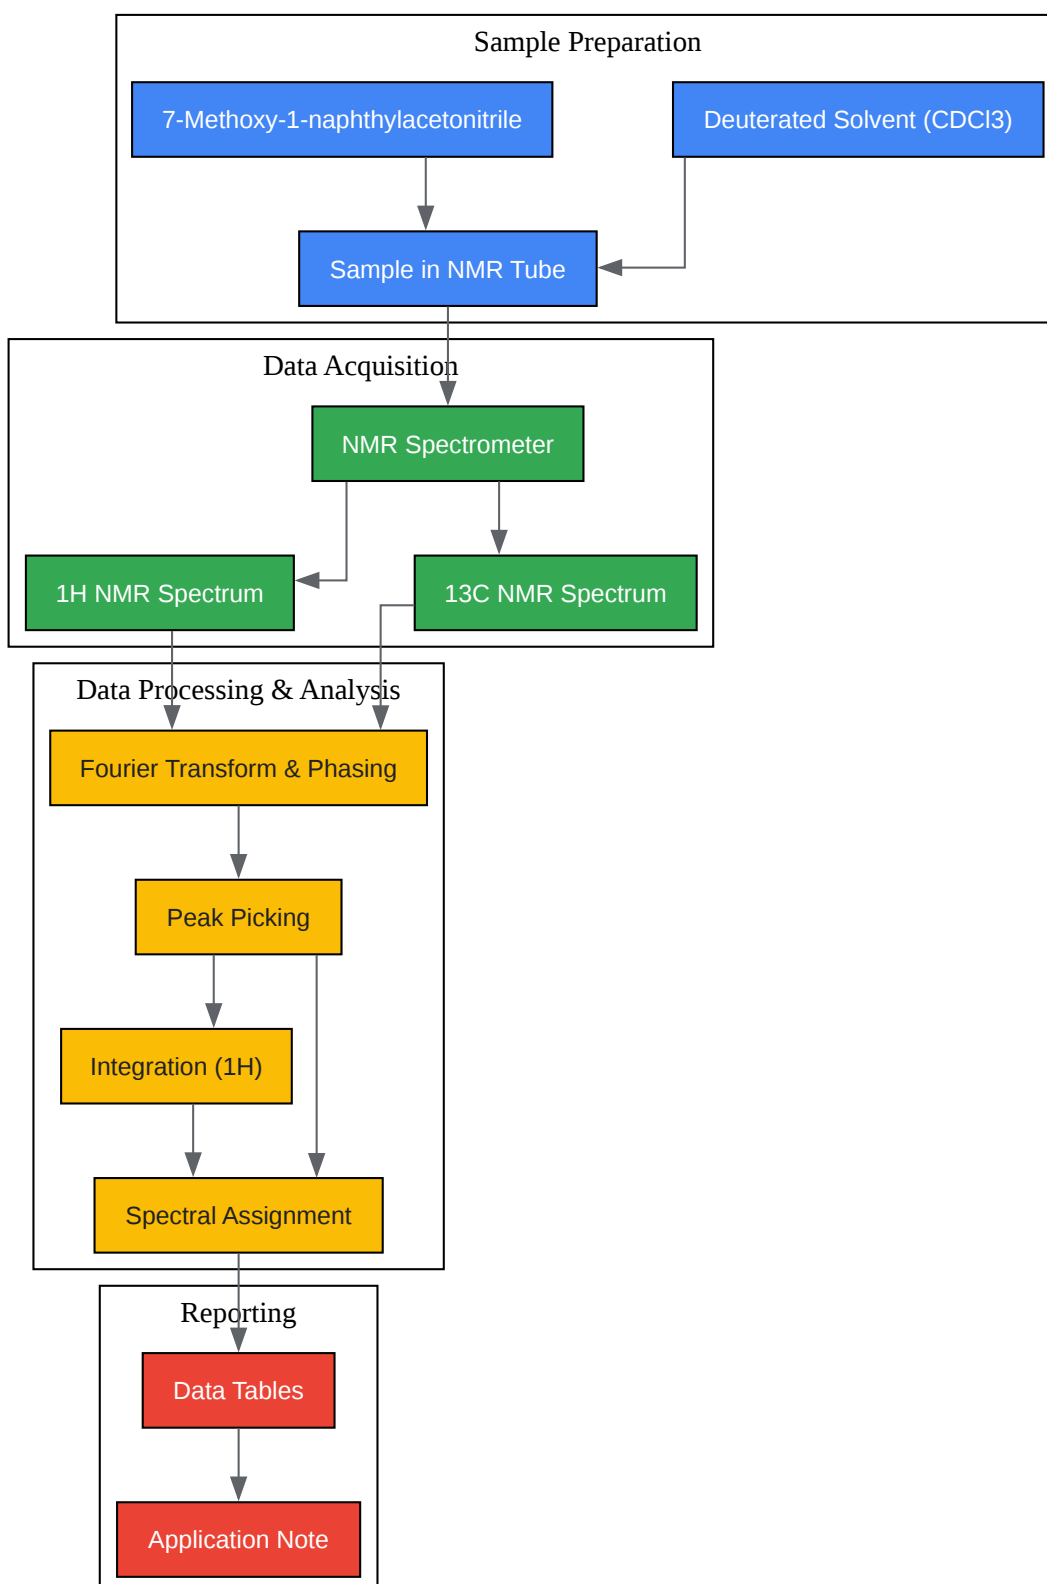 Sample Preparation
7-Methoxy-1-naphthylacetonitrile
Deuterated Solvent (CDCl3)
Sample in NMR Tube
Data Acquisition
NMR Spectrometer
1H NMR Spectrum
13C NMR Spectrum
Data Processing & Analysis
Fourier Transform & Phasing
Peak Picking
Integration (1H)
Spectral Assignment
Reporting
Data Tables
Application Note